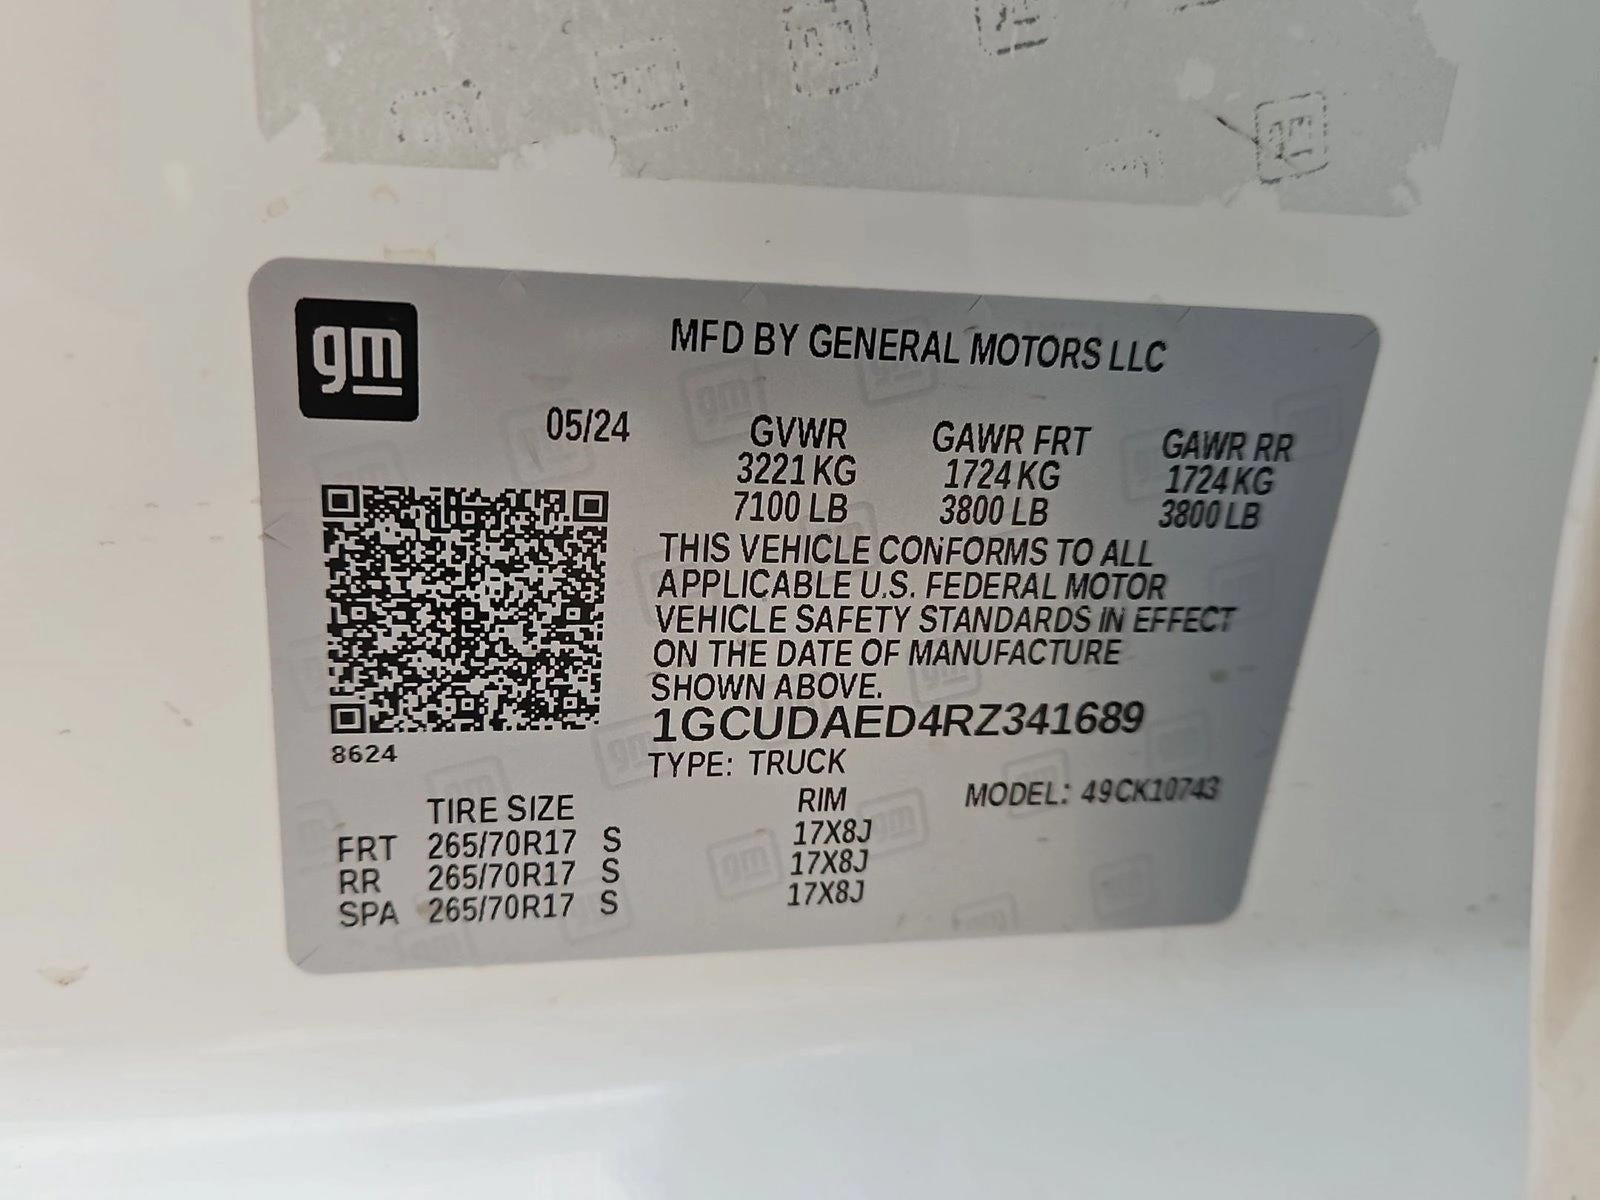 gm
MFD BY GENERAL MOTORS LLC
05/24 GVWR GAWR FRT GAWR RR
3221 KG 1724 KG 1724 KG
7100 LB 3800 LB 3800 LB
THIS VEHICLE CONFORMS TO ALL
APPLICABLE U.S. FEDERAL MOTOR
VEHICLE SAFETY STANDARDS IN EFFECT
ON THE DATE OF MANUFACTURE
SHOWN ABOVE.
1GCUDAED4RZ341689
8624
TYPE: TRUCK
TIRE SIZE RIM MODEL: 49CK10743
FRT 265/70R17 S 17X8J
RR 265/70R17 S 17X8J
SPA 265/70R17 S 17X8J